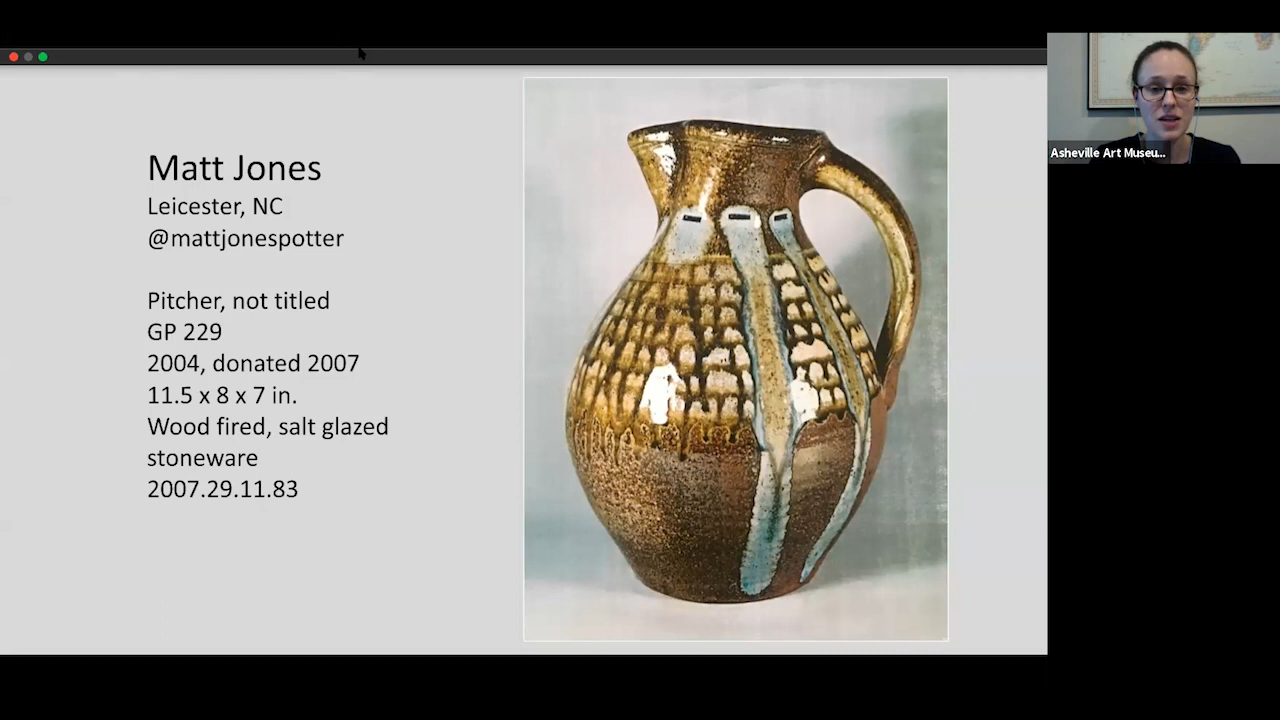 Matt Jones
Leicester, NC
@mattjonespotter
Pitcher, not titled
GP 229
2004, donated 2007
11.5 x 8 x 7 in.
Wood fired, salt glazed
stoneware
2007.29.11.83
Asheville Art Museu...